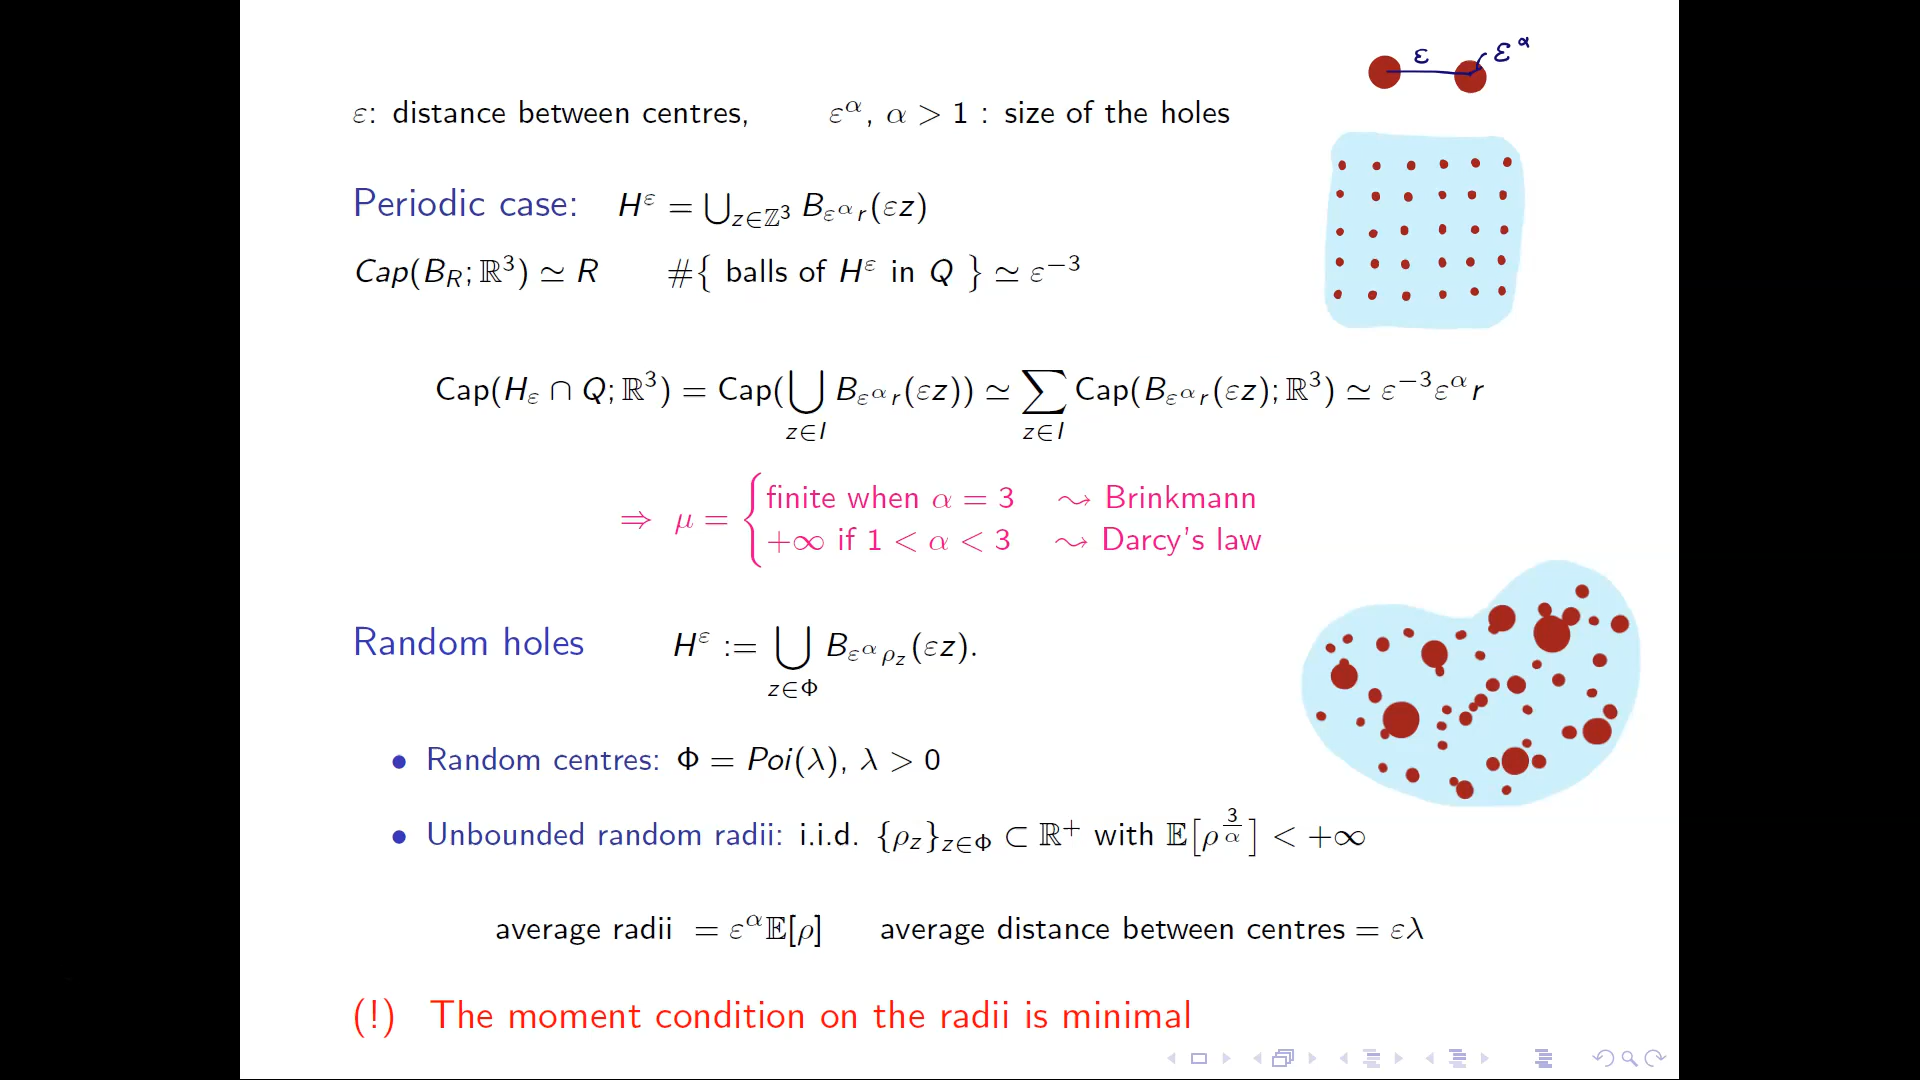 ε ε^α
ε: distance between centres, ε^α, α > 1 : size of the holes
Periodic case: H^ε = ⋃_{z∈ℤ³} B_{ε^α r}(εz)
Cap(B_R; ℝ³) ≃ R #{ balls of H^ε in Q } ≃ ε^{−3}
Cap(H_ε ∩ Q; ℝ³) = Cap(⋃_{z∈I} B_{ε^α r}(εz)) ≃ ∑_{z∈I} Cap(B_{ε^α r}(εz); ℝ³) ≃ ε^{−3}ε^α r
⇒ μ = { finite when α = 3 ⇝ Brinkmann
+∞ if 1 < α < 3 ⇝ Darcy's law
Random holes H^ε := ⋃_{z∈Φ} B_{ε^α ρ_z}(εz).
• Random centres: Φ = Poi(λ), λ > 0
• Unbounded random radii: i.i.d. {ρ_z}_{z∈Φ} ⊂ ℝ⁺ with 𝔼[ρ^{3/α}] < +∞
average radii = ε^α 𝔼[ρ] average distance between centres = ελ
(!) The moment condition on the radii is minimal